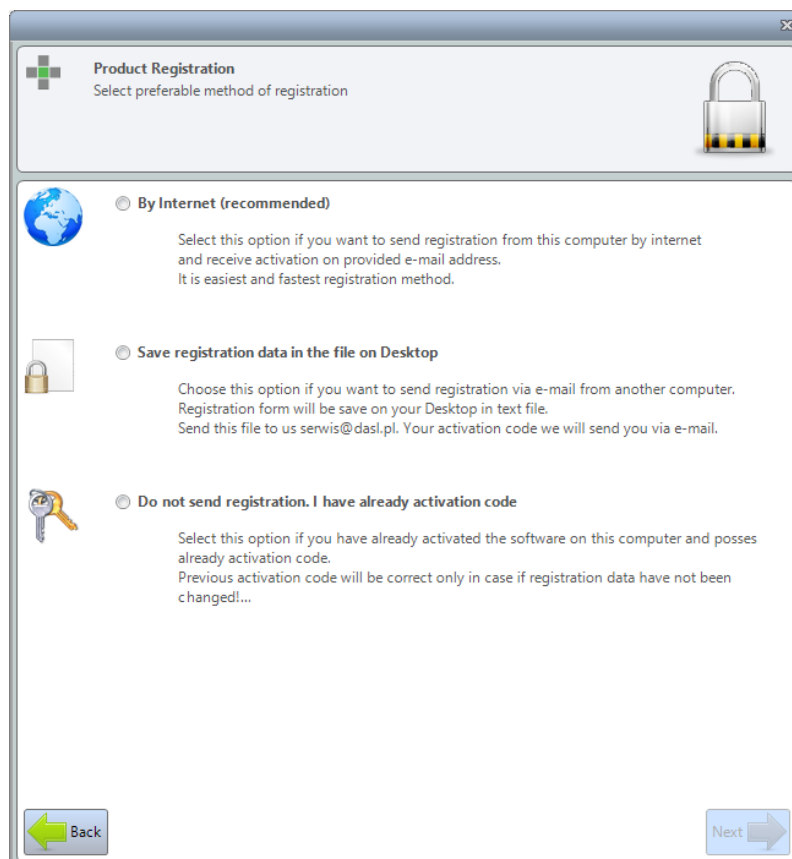 Product Registration
Select preferable method of registration
By Internet (recommended)
Select this option if you want to send registration from this computer by internet
and receive activation on provided e-mail address.
It is easiest and fastest registration method.
Save registration data in the file on Desktop
Choose this option if you want to send registration via e-mail from another computer.
Registration form will be save on your Desktop in text file.
Send this file to us serwis@dasl.pl. Your activation code we will send you via e-mail.
Do not send registration. I have already activation code
Select this option if you have already activated the software on this computer and posses
already activation code.
Previous activation code will be correct only in case if registration data have not been
changed!...
Back
Next